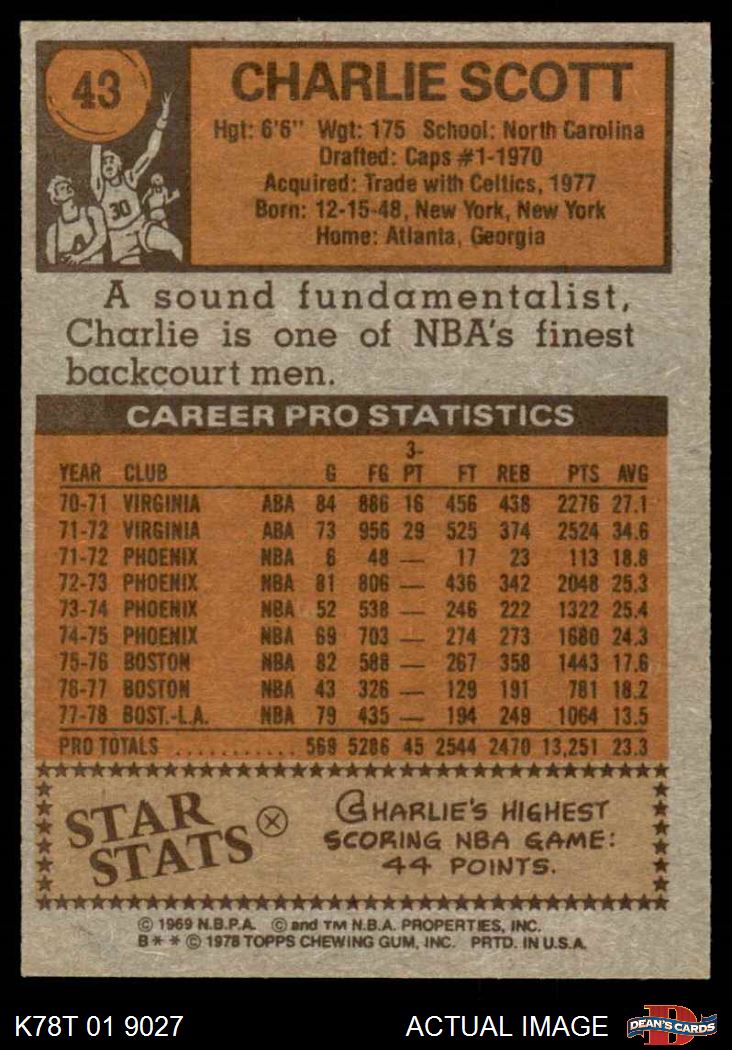 43
CHARLIE SCOTT
Hgt: 6'6" Wgt: 175 School: North Carolina
Drafted: Caps #1-1970
Acquired: Trade with Celtics, 1977
Born: 12-15-48, New York, New York
Home: Atlanta, Georgia
30
A sound fundamentalist,
Charlie is one of NBA's finest
backcourt men.
CAREER PRO STATISTICS
YEAR CLUB G FG 3-PT FT REB PTS AVG
70-71 VIRGINIA ABA 84 886 16 456 438 2276 27.1
71-72 VIRGINIA ABA 73 956 29 525 374 2524 34.6
71-72 PHOENIX NBA 6 48 — 17 23 113 18.8
72-73 PHOENIX NBA 81 806 — 436 342 2048 25.3
73-74 PHOENIX NBA 52 538 — 246 222 1322 25.4
74-75 PHOENIX NBA 69 703 — 274 273 1680 24.3
75-76 BOSTON NBA 82 588 — 267 358 1443 17.6
76-77 BOSTON NBA 43 326 — 129 191 781 18.2
77-78 BOST.-L.A. NBA 79 435 — 194 249 1064 13.5
PRO TOTALS ........... 569 5286 45 2544 2470 13,251 23.3
STAR
STATS
CHARLIE'S HIGHEST
SCORING NBA GAME:
44 POINTS.
© 1969 N.B.P.A. © and TM N.B.A. PROPERTIES, INC.
B * * © 1978 TOPPS CHEWING GUM, INC. PRTD. IN U.S.A.
K78T 01 9027 ACTUAL IMAGE
D
DEAN'S CARDS